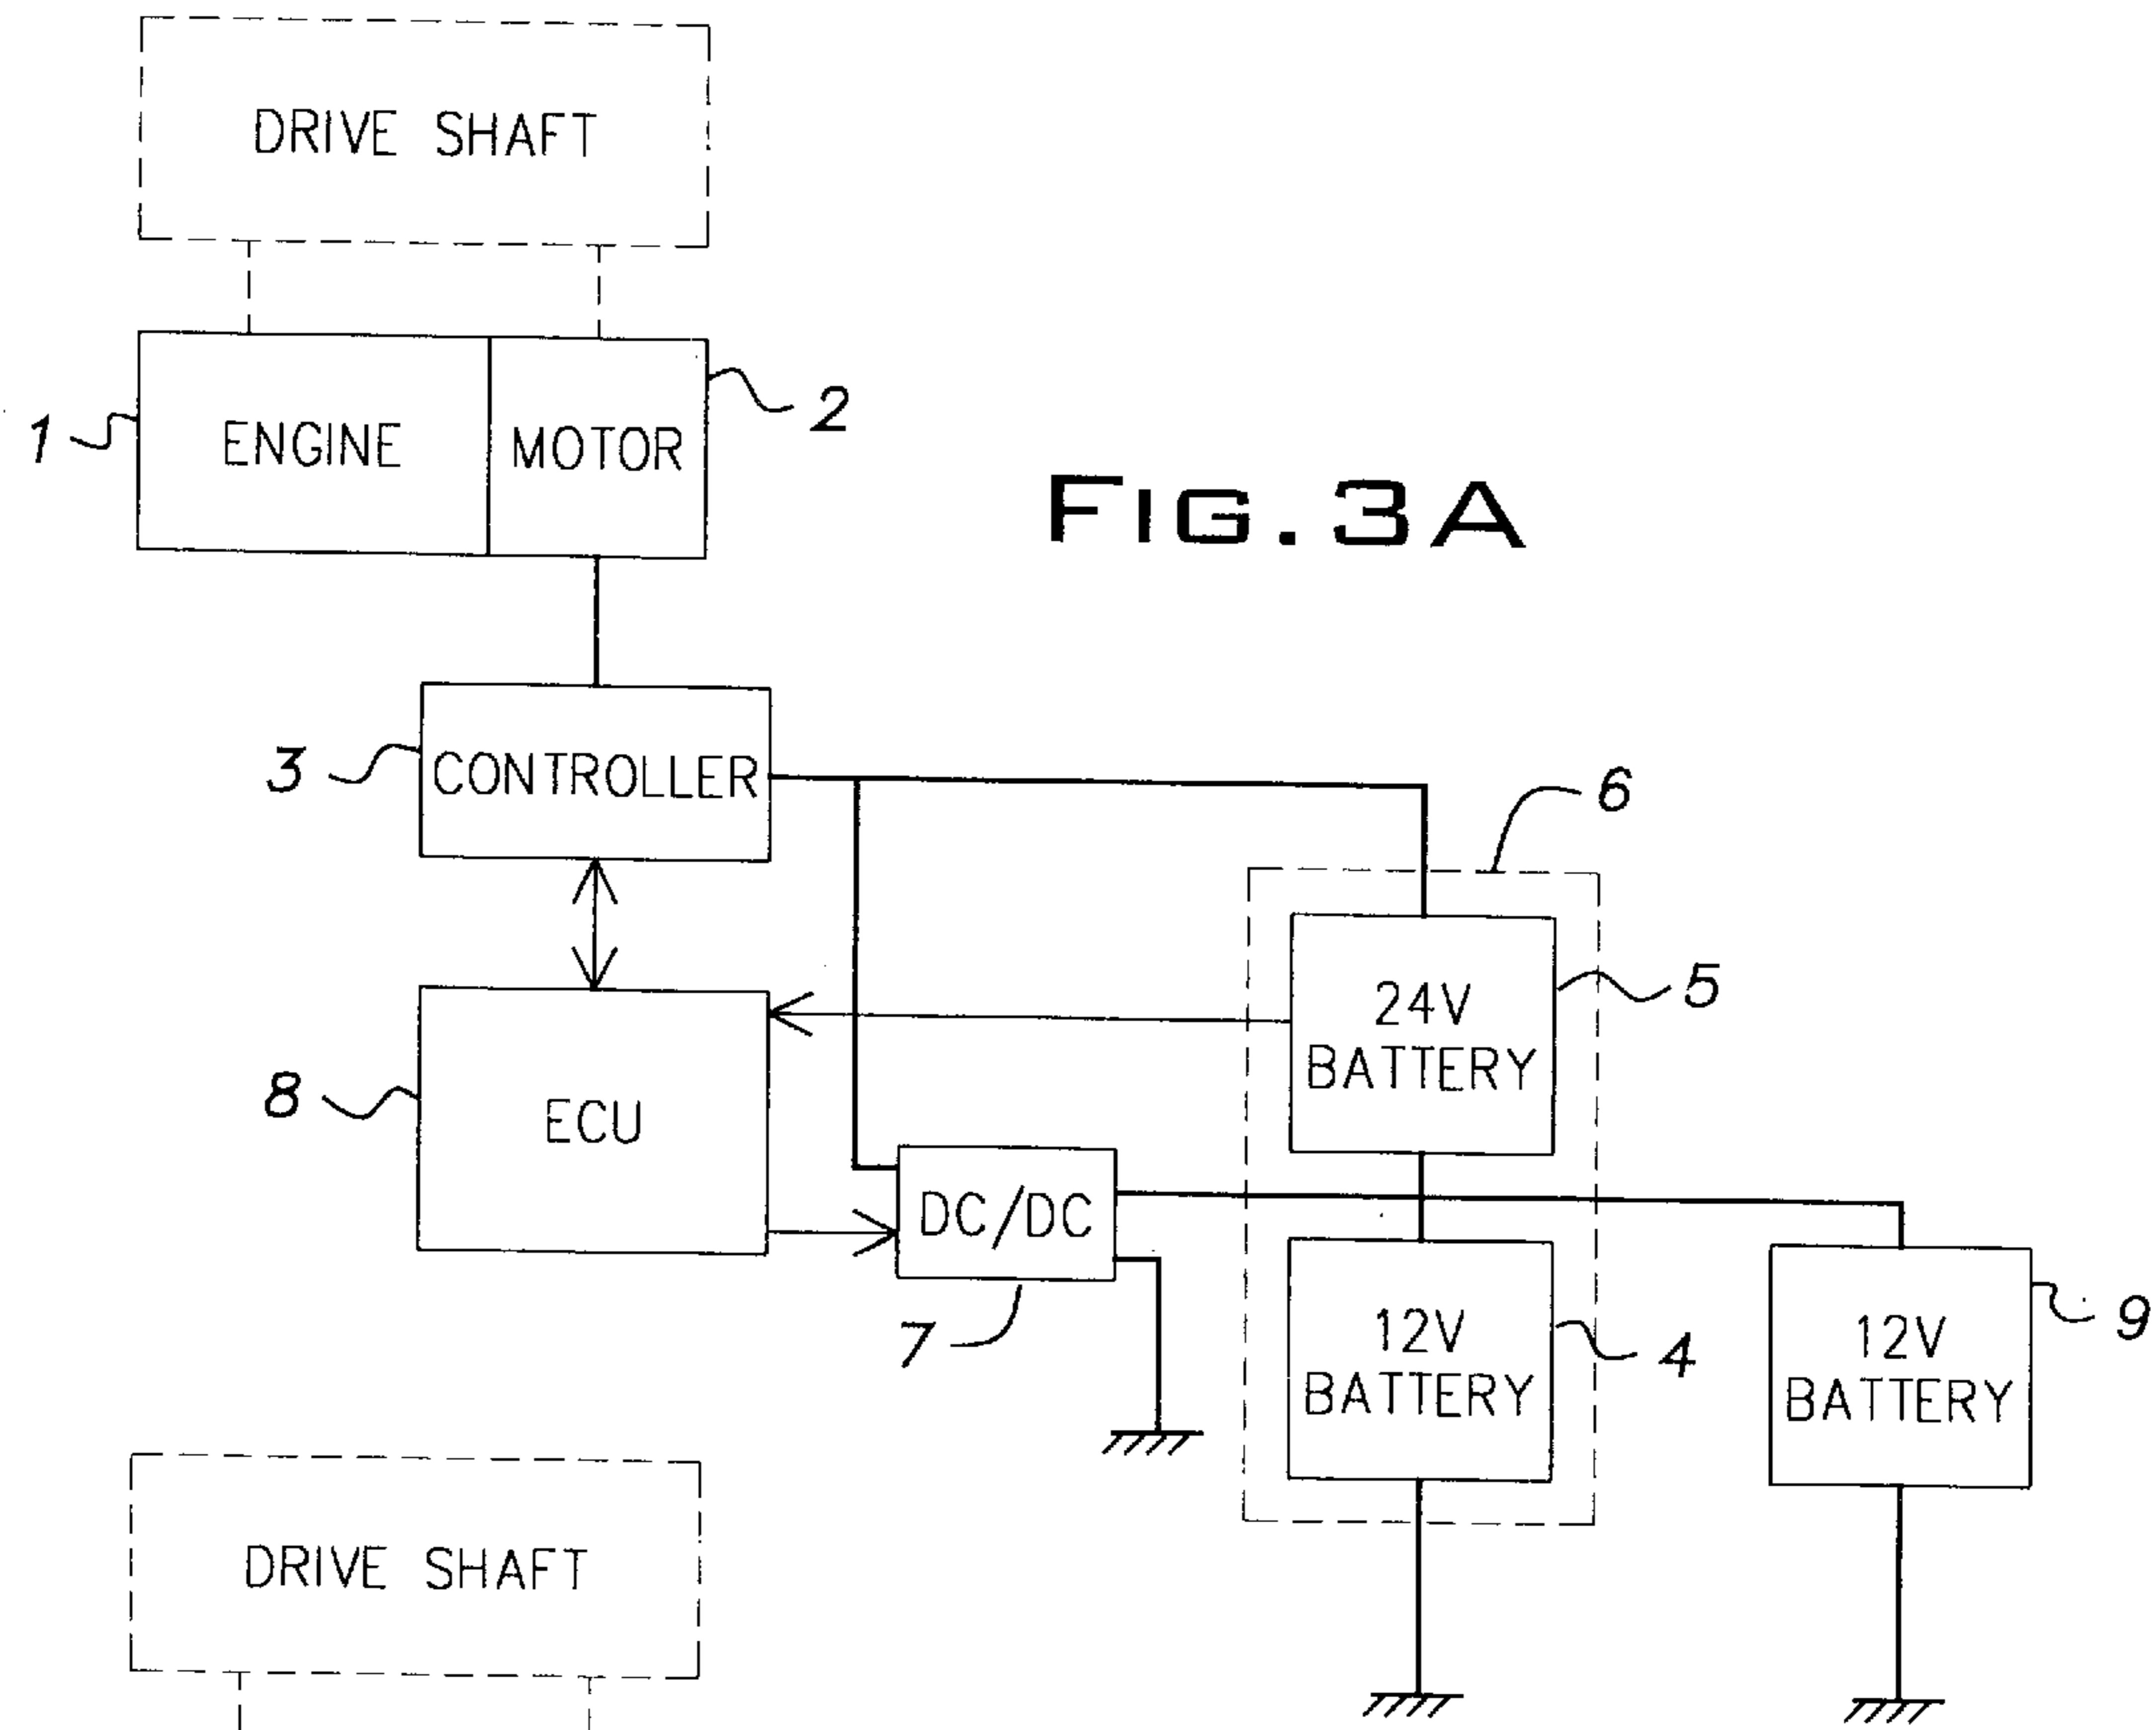 DRIVE SHAFT
1
ENGINE
MOTOR
2
FIG. 3A
3
CONTROLLER
6
24V
BATTERY
5
8
ECU
DC/DC
7
12V
BATTERY
4
12V
BATTERY
9
DRIVE SHAFT